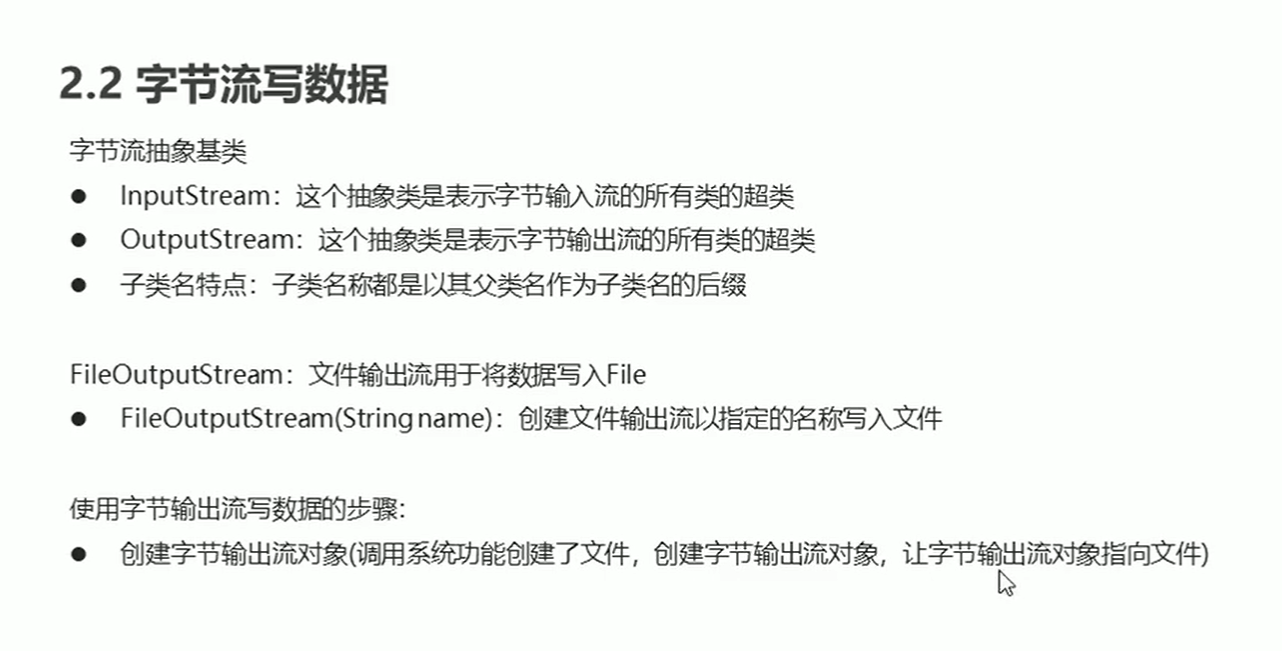 2.2 字节流写数据
字节流抽象基类
● InputStream：这个抽象类是表示字节输入流的所有类的超类
● OutputStream：这个抽象类是表示字节输出流的所有类的超类
● 子类名特点：子类名称都是以其父类名作为子类名的后缀
FileOutputStream：文件输出流用于将数据写入File
● FileOutputStream(String name)：创建文件输出流以指定的名称写入文件
使用字节输出流写数据的步骤：
● 创建字节输出流对象(调用系统功能创建了文件，创建字节输出流对象，让字节输出流对象指向文件)